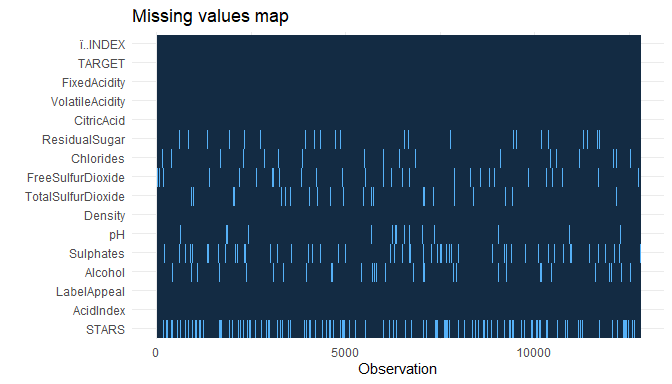 Missing values map
ï..INDEX
TARGET
FixedAcidity
VolatileAcidity
CitricAcid
ResidualSugar
Chlorides
FreeSulfurDioxide
TotalSulfurDioxide
Density
pH
Sulphates
Alcohol
LabelAppeal
AcidIndex
STARS
0 5000 10000
Observation